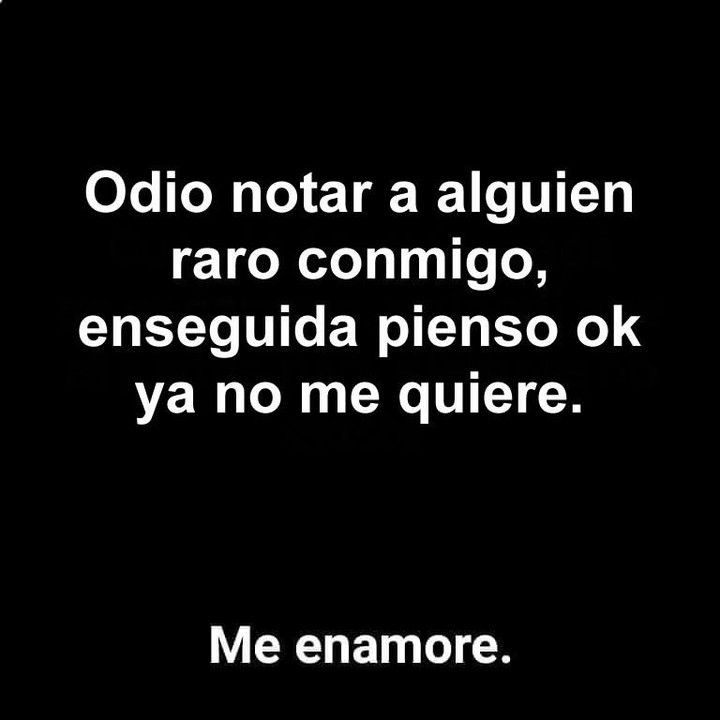 Odio notar a alguien
raro conmigo,
enseguida pienso ok
ya no me quiere.
Me enamore.